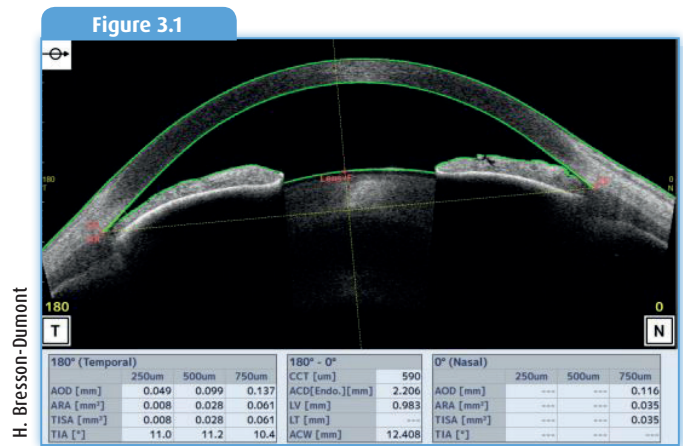 Figure 3.1
180
T
0
N
180
0
T
N
H. Bresson-Dumont
180° (Temporal)
250um 500um 750um
AOD [mm] 0.049 0.099 0.137
ARA [mm²] 0.008 0.028 0.061
TISA [mm²] 0.008 0.028 0.061
TIA [°] 11.0 11.2 10.4
180° - 0°
CCT [um] 590
ACD[Endo.][mm] 2.206
LV [mm] 0.983
LT [mm] ---
ACW [mm] 12.408
0° (Nasal)
250um 500um 750um
AOD [mm] --- --- 0.116
ARA [mm²] --- --- 0.035
TISA [mm²] --- --- 0.035
TIA [°] --- --- ---